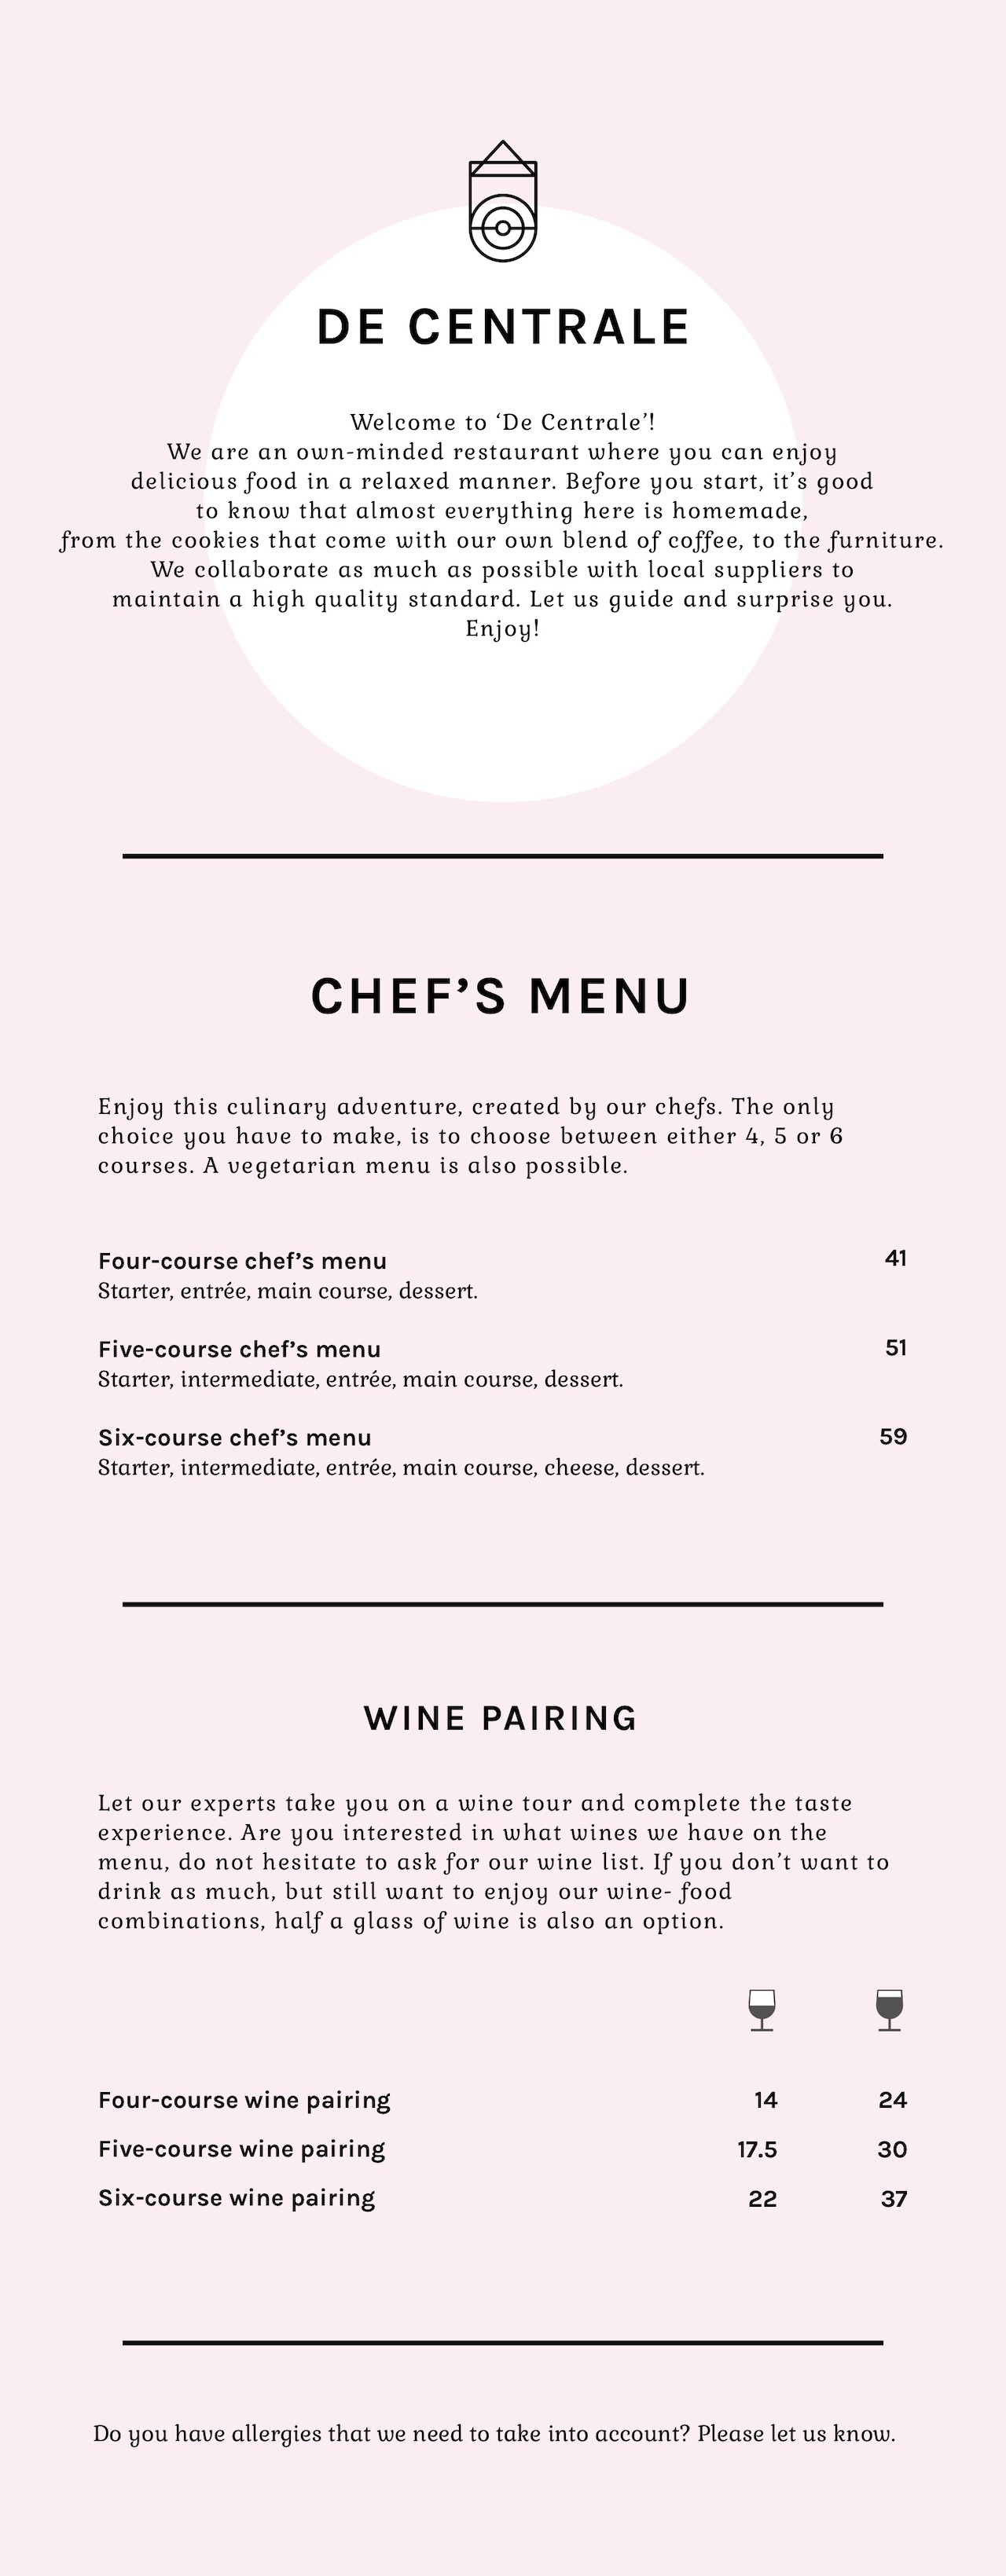 DE CENTRALE
Welcome to ‘De Centrale’!
We are an own-minded restaurant where you can enjoy
delicious food in a relaxed manner. Before you start, it’s good
to know that almost everything here is homemade,
from the cookies that come with our own blend of coffee, to the furniture.
We collaborate as much as possible with local suppliers to
maintain a high quality standard. Let us guide and surprise you.
Enjoy!
CHEF’S MENU
Enjoy this culinary adventure, created by our chefs. The only
choice you have to make, is to choose between either 4, 5 or 6
courses. A vegetarian menu is also possible.
Four-course chef’s menu 41
Starter, entrée, main course, dessert.
Five-course chef’s menu 51
Starter, intermediate, entrée, main course, dessert.
Six-course chef’s menu 59
Starter, intermediate, entrée, main course, cheese, dessert.
WINE PAIRING
Let our experts take you on a wine tour and complete the taste
experience. Are you interested in what wines we have on the
menu, do not hesitate to ask for our wine list. If you don’t want to
drink as much, but still want to enjoy our wine- food
combinations, half a glass of wine is also an option.
Four-course wine pairing 14 24
Five-course wine pairing 17.5 30
Six-course wine pairing 22 37
Do you have allergies that we need to take into account? Please let us know.